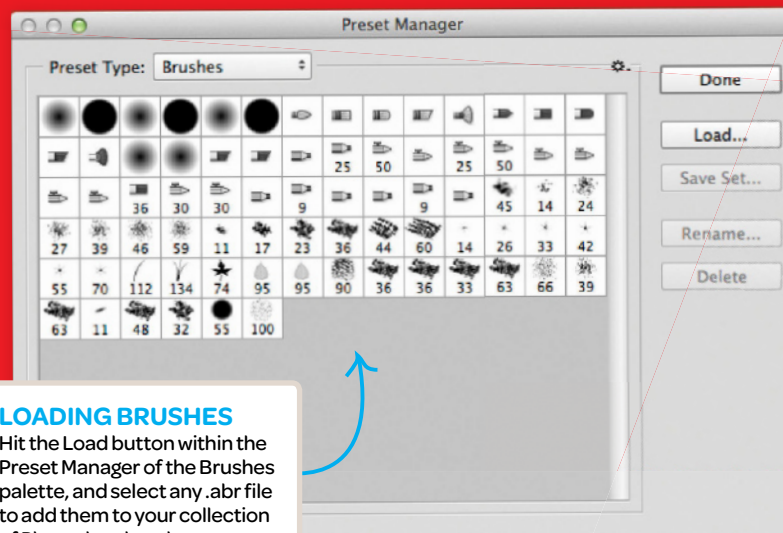 Preset Manager
Preset Type: Brushes
Done
Load...
Save Set...
Rename...
Delete
25 50 25 50
36 30 30 9 9 45 14 24
27 39 46 59 11 17 23 36 44 60 14 26 33 42
55 70 112 134 74 95 95 90 36 36 33 63 66 39
63 11 48 32 55 100
LOADING BRUSHES
Hit the Load button within the
Preset Manager of the Brushes
palette, and select any .abr file
to add them to your collection